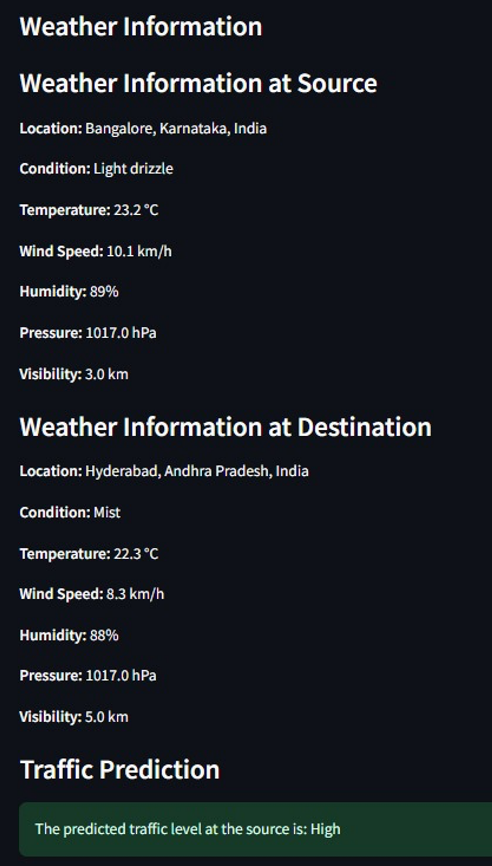 Weather Information
Weather Information at Source
Location: Bangalore, Karnataka, India
Condition: Light drizzle
Temperature: 23.2 °C
Wind Speed: 10.1 km/h
Humidity: 89%
Pressure: 1017.0 hPa
Visibility: 3.0 km
Weather Information at Destination
Location: Hyderabad, Andhra Pradesh, India
Condition: Mist
Temperature: 22.3 °C
Wind Speed: 8.3 km/h
Humidity: 88%
Pressure: 1017.0 hPa
Visibility: 5.0 km
Traffic Prediction
The predicted traffic level at the source is: High